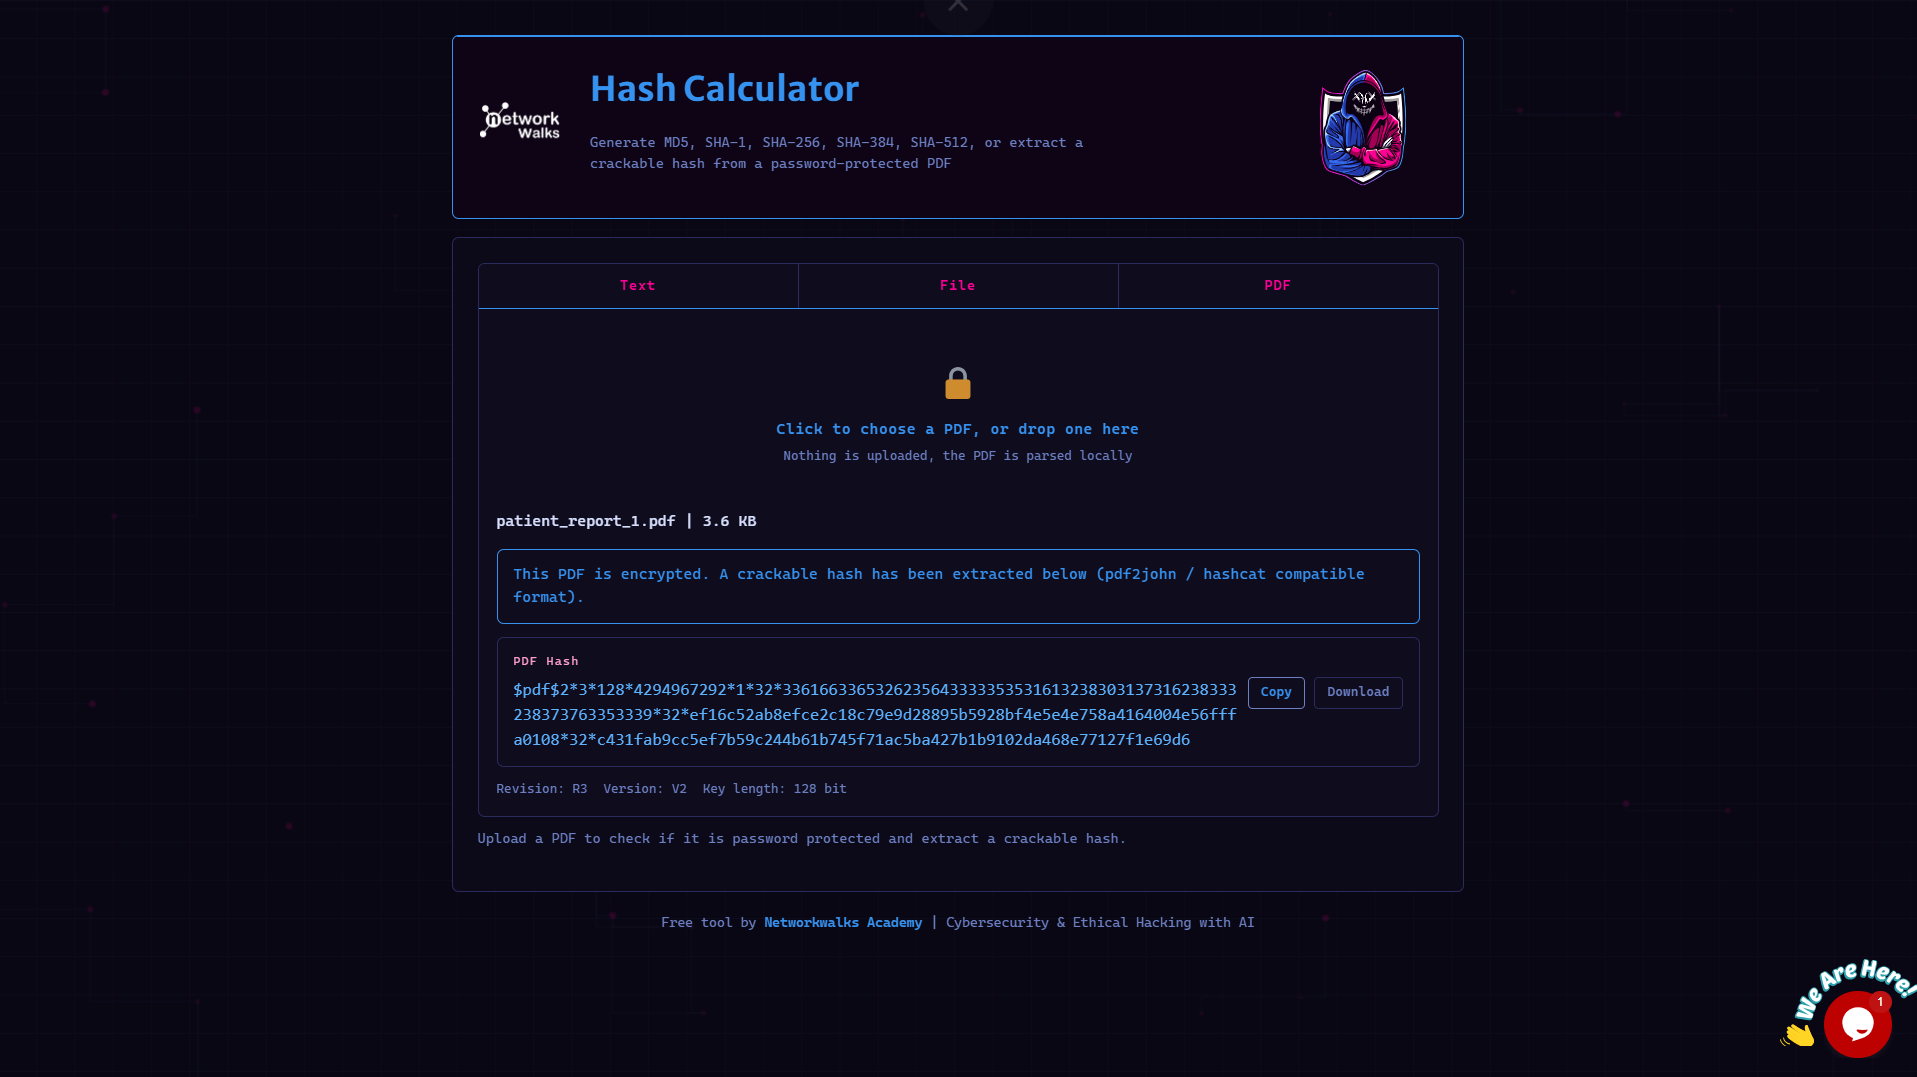 network
Walks
Hash Calculator
Generate MD5, SHA-1, SHA-256, SHA-384, SHA-512, or extract a
crackable hash from a password-protected PDF
Text
File
PDF
Click to choose a PDF, or drop one here
Nothing is uploaded, the PDF is parsed locally
patient_report_1.pdf | 3.6 KB
This PDF is encrypted. A crackable hash has been extracted below (pdf2john / hashcat compatible
format).
PDF Hash
$pdf$2*3*128*4294967292*1*32*3361663365326235643333353531613238303137316238333
238373763353339*32*ef16c52ab8efce2c18c79e9d28895b5928bf4e5e4e758a4164004e56fff
a0108*32*c431fab9cc5ef7b59c244b61b745f71ac5ba427b1b9102da468e77127f1e69d6
Copy
Download
Revision: R3 Version: V2 Key length: 128 bit
Upload a PDF to check if it is password protected and extract a crackable hash.
Free tool by Networkwalks Academy | Cybersecurity & Ethical Hacking with AI
We Are Here!
1